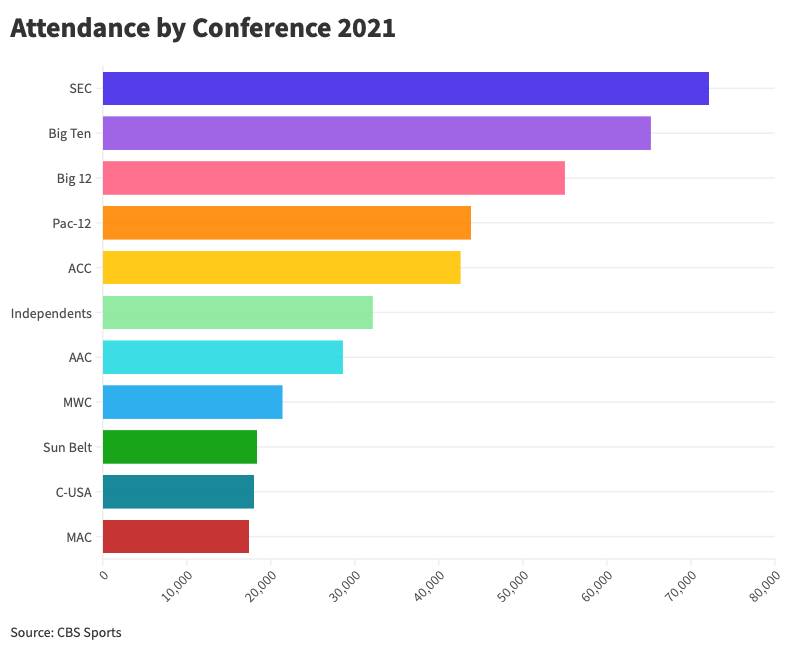 Attendance by Conference 2021
SEC
Big Ten
Big 12
Pac-12
ACC
Independents
AAC
MWC
Sun Belt
C-USA
MAC
0
10,000
20,000
30,000
40,000
50,000
60,000
70,000
80,000
Source: CBS Sports